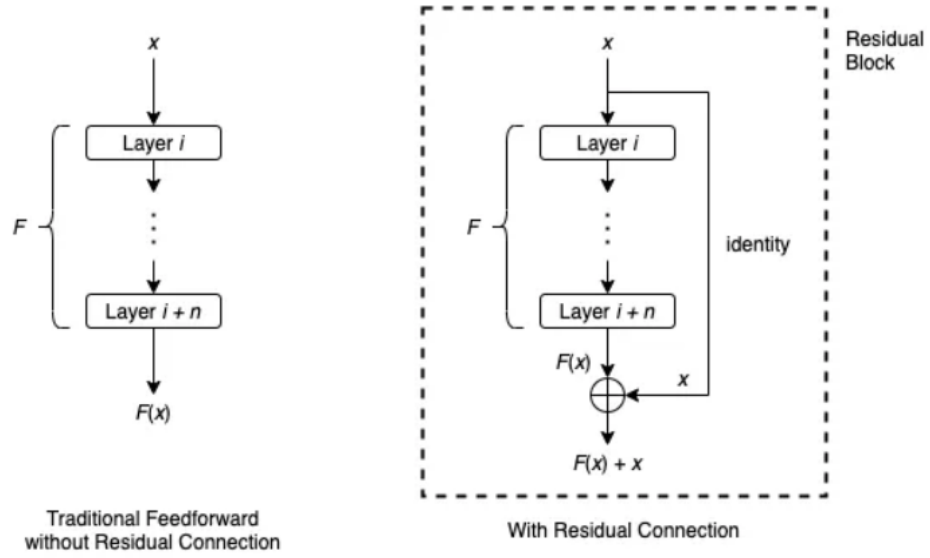 x
Layer i
F
Layer i + n
F(x)
Traditional Feedforward
without Residual Connection
x
Residual
Block
Layer i
F
identity
Layer i + n
F(x)
x
F(x) + x
With Residual Connection